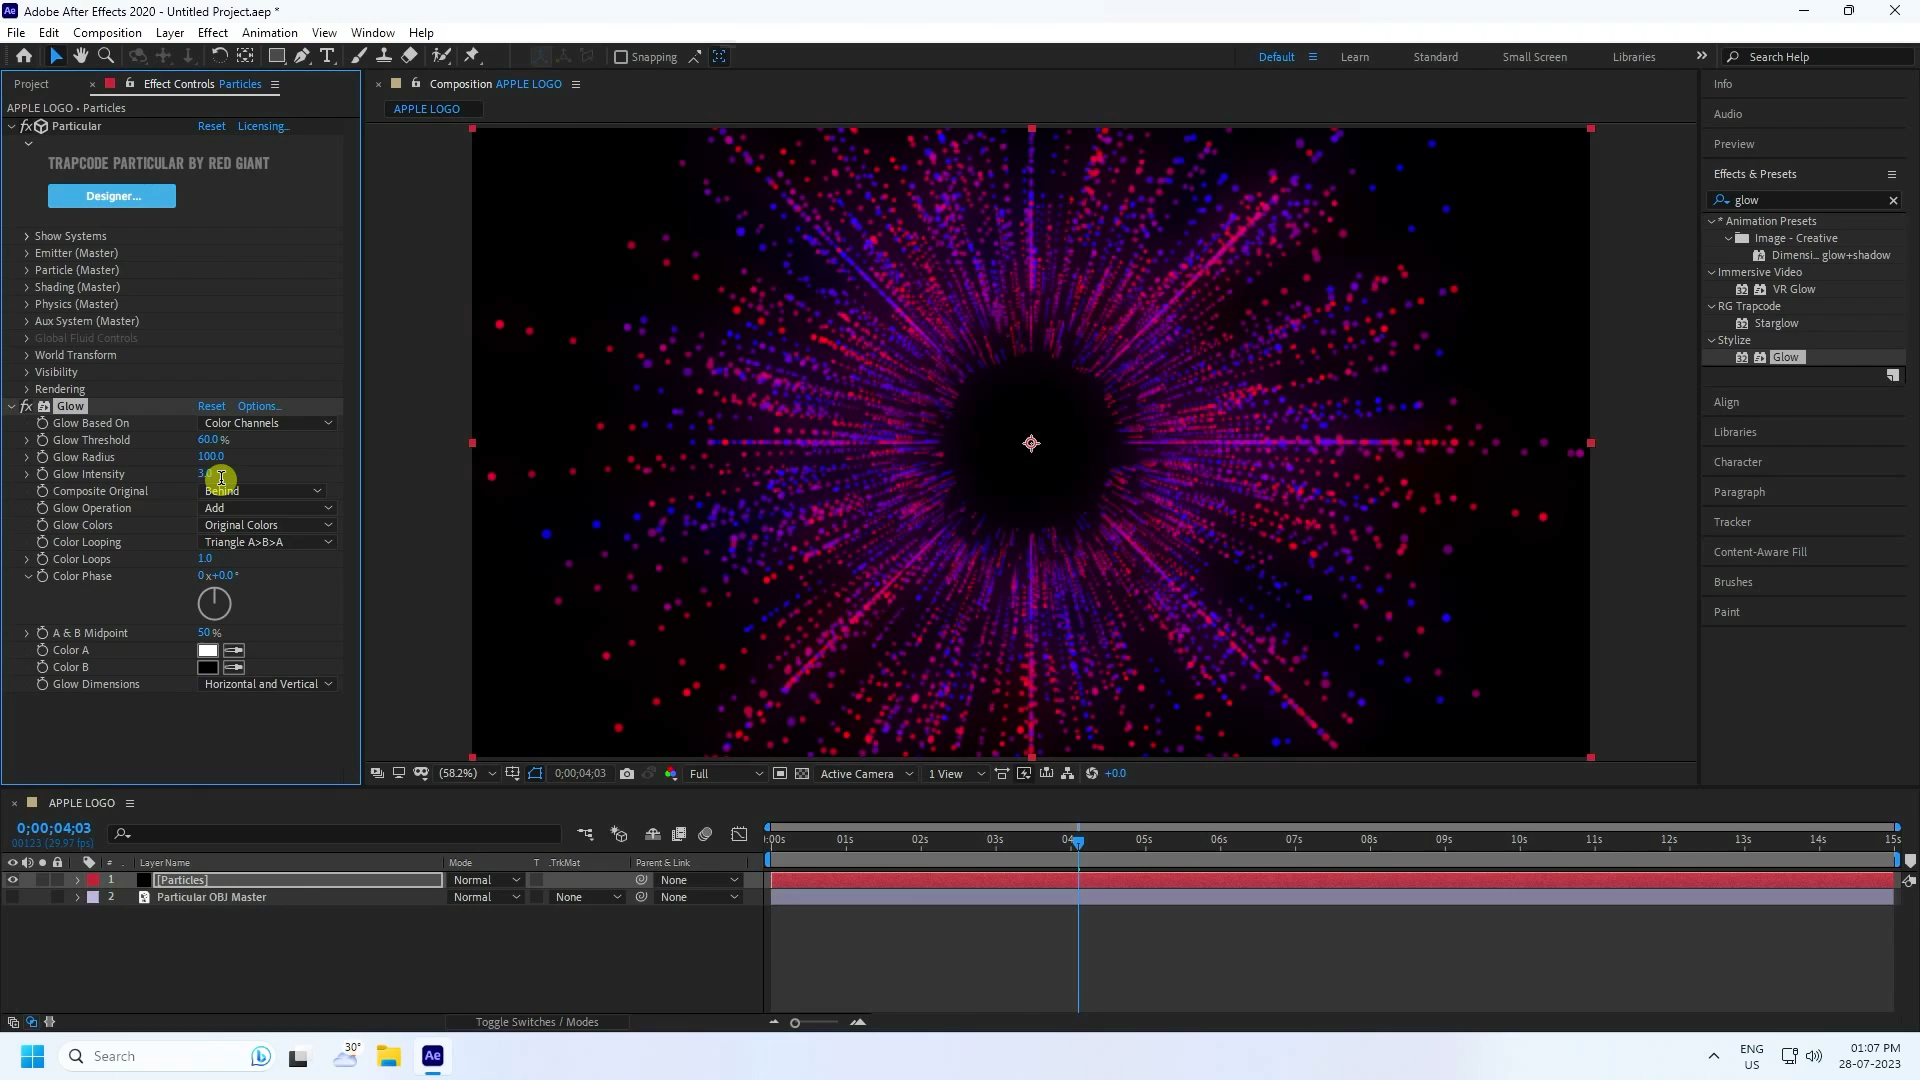 Adobe After Effects 2020 - Untitled Project.aep *
File Edit Composition Layer Effect Animation View Window Help
Snapping Default Learn Standard Small Screen Libraries Search Help
Project Effect Controls Particles
APPLE LOGO • Particles
Particular Reset Licensing...
TRAPCODE PARTICULAR BY RED GIANT
Designer...
Show Systems
Emitter (Master)
Particle (Master)
Shading (Master)
Physics (Master)
Aux System (Master)
Global Fluid Controls
World Transform
Visibility
Rendering
Glow Reset Options...
Glow Based On Color Channels
Glow Threshold 60.0 %
Glow Radius 100.0
Glow Intensity 3.0
Composite Original Behind
Glow Operation Add
Glow Colors Original Colors
Color Looping Triangle A>B>A
Color Loops 1.0
Color Phase 0 x+0.0 °
A & B Midpoint 50 %
Color A
Color B
Glow Dimensions Horizontal and Vertical
Composition APPLE LOGO
APPLE LOGO
(58.2%) 0;00;04;03 Full Active Camera 1 View +0.0
Info
Audio
Preview
Effects & Presets
glow
* Animation Presets
Image - Creative
Dimensi... glow+shadow
Immersive Video
VR Glow
RG Trapcode
Starglow
Stylize
Glow
Align
Libraries
Character
Paragraph
Tracker
Content-Aware Fill
Brushes
Paint
APPLE LOGO
0;00;04;03
00123 (29.97 fps)
:00s 01s 02s 03s 04 05s 06s 07s 08s 09s 10s 11s 12s 13s 14s 15s
# Layer Name Mode T .TrkMat Parent & Link
1 [Particles] Normal None
2 Particular OBJ Master Normal None None
Toggle Switches / Modes
Search 30° Ae
ENG
US
01:07 PM
28-07-2023